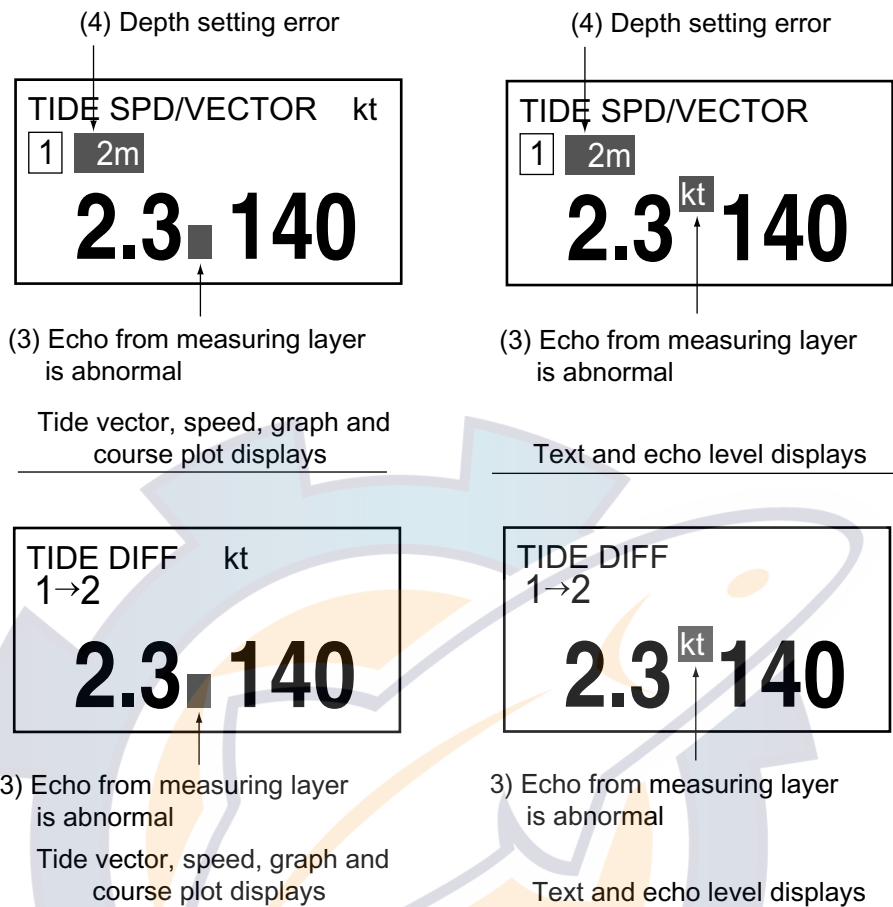 (4) Depth setting error
TIDE SPD/VECTOR kt
1 2m
2.3 140
(3) Echo from measuring layer
is abnormal
Tide vector, speed, graph and
course plot displays
(4) Depth setting error
TIDE SPD/VECTOR
1 2m
2.3 kt 140
(3) Echo from measuring layer
is abnormal
Text and echo level displays
TIDE DIFF kt
1→2
2.3 140
3) Echo from measuring layer
is abnormal
Tide vector, speed, graph and
course plot displays
TIDE DIFF
1→2
2.3 kt 140
3) Echo from measuring layer
is abnormal
Text and echo level displays